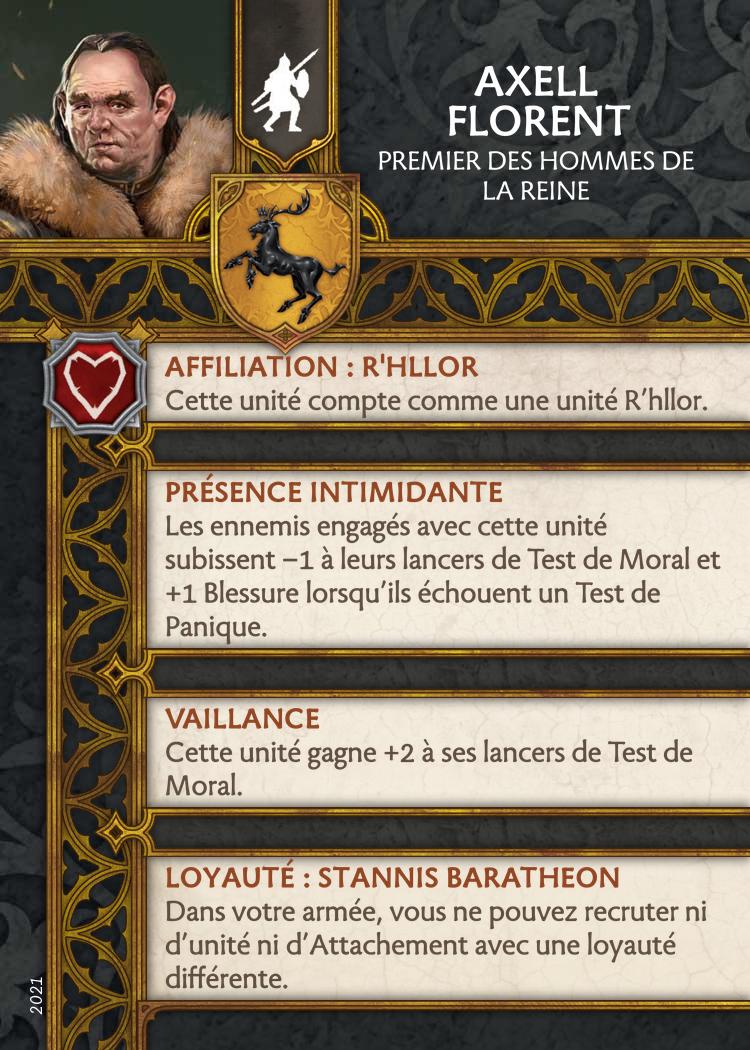 AXELL
FLORENT
PREMIER DES HOMMES DE
LA REINE
AFFILIATION : R'HLLOR
Cette unité compte comme une unité R’hllor.
PRÉSENCE INTIMIDANTE
Les ennemis engagés avec cette unité
subissent –1 à leurs lancers de Test de Moral et
+1 Blessure lorsqu’ils échouent un Test de
Panique.
VAILLANCE
Cette unité gagne +2 à ses lancers de Test de
Moral.
LOYAUTÉ : STANNIS BARATHEON
Dans votre armée, vous ne pouvez recruter ni
d’unité ni d’Attachement avec une loyauté
différente.
2021